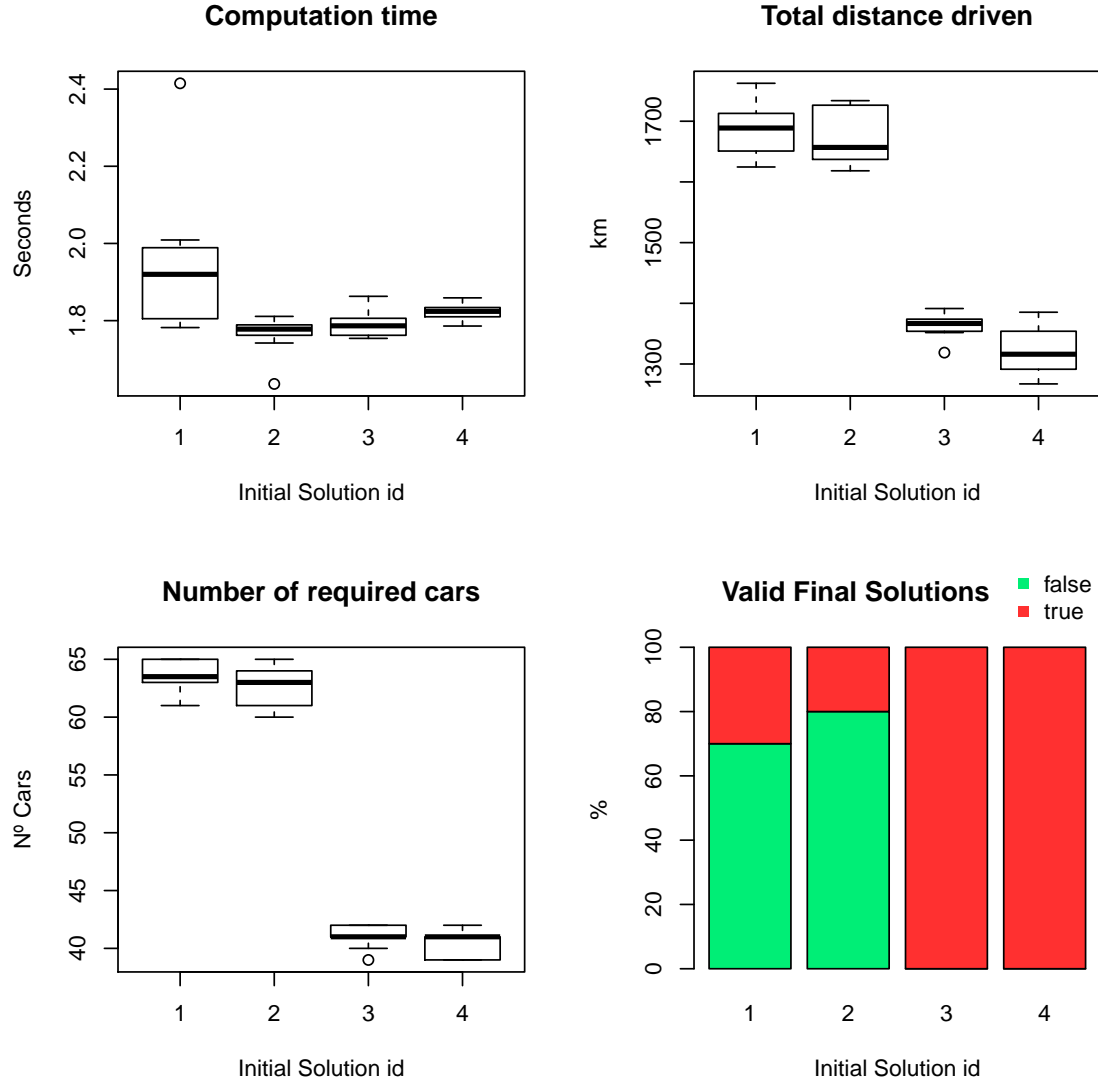 Computation time
Seconds
2.4
2.2
2.0
1.8
1 2 3 4
Initial Solution id
Total distance driven
km
1700
1500
1300
1 2 3 4
Initial Solution id
Number of required cars
Nº Cars
65
60
55
50
45
40
1 2 3 4
Initial Solution id
Valid Final Solutions
false
true
%
100
80
60
40
20
0
1 2 3 4
Initial Solution id